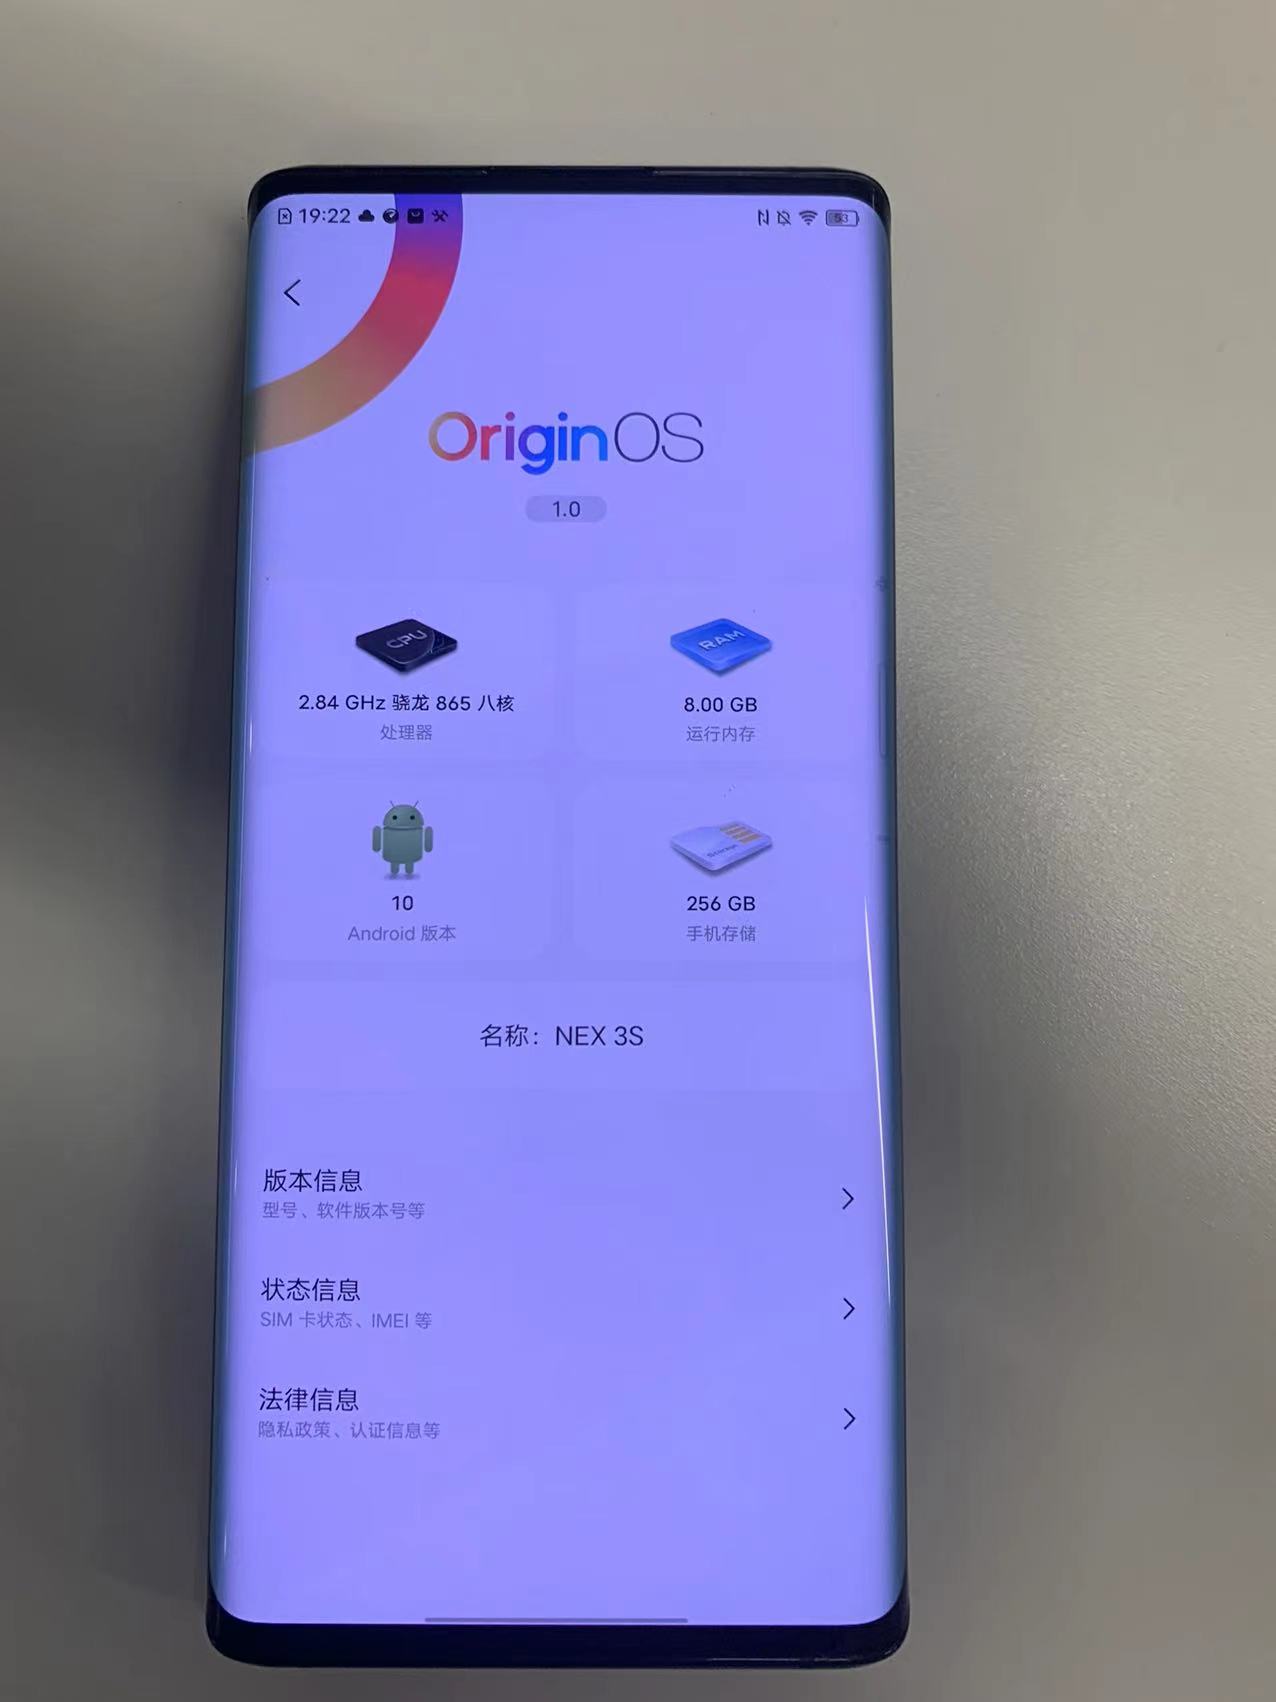 19:22
53
OriginOS
1.0
CPU
RAM
2.84 GHz 骁龙 865 八核
8.00 GB
处理器
运行内存
Storage
10
256 GB
Android 版本
手机存储
名称：NEX 3S
版本信息
型号、软件版本号等
状态信息
SIM 卡状态、IMEI 等
法律信息
隐私政策、认证信息等